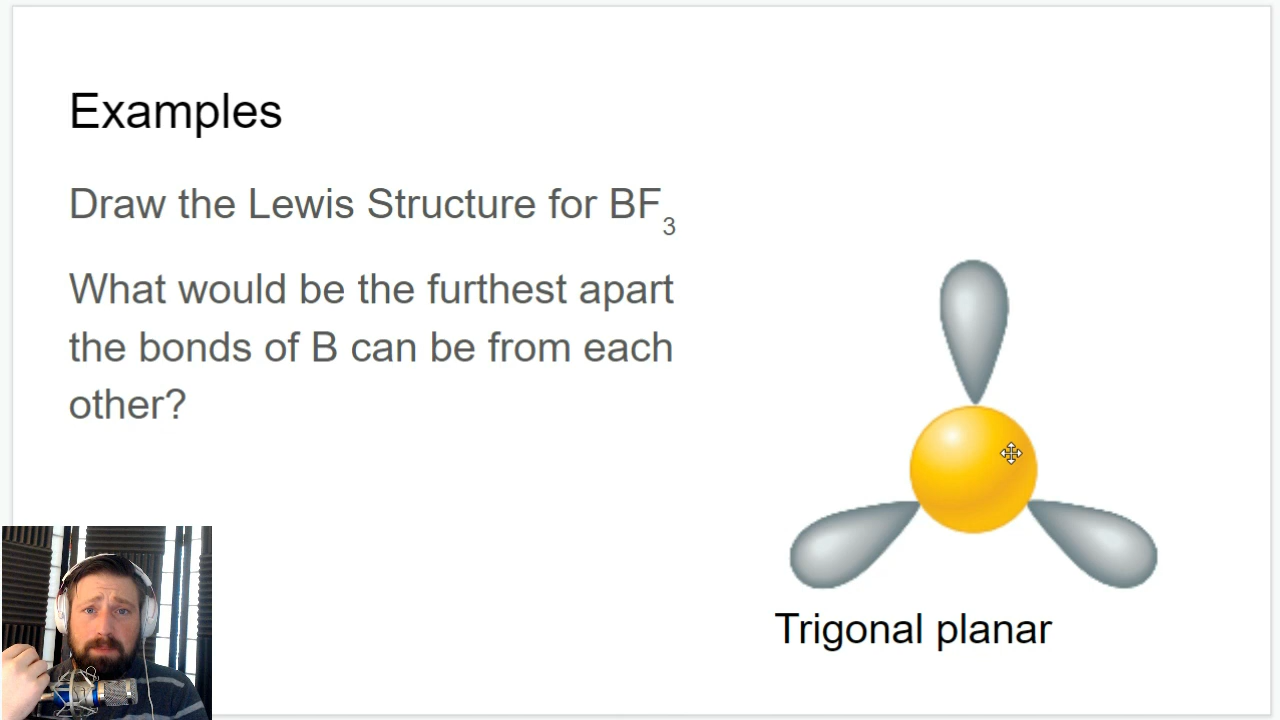 Examples
Draw the Lewis Structure for BF3
What would be the furthest apart
the bonds of B can be from each
other?
Trigonal planar